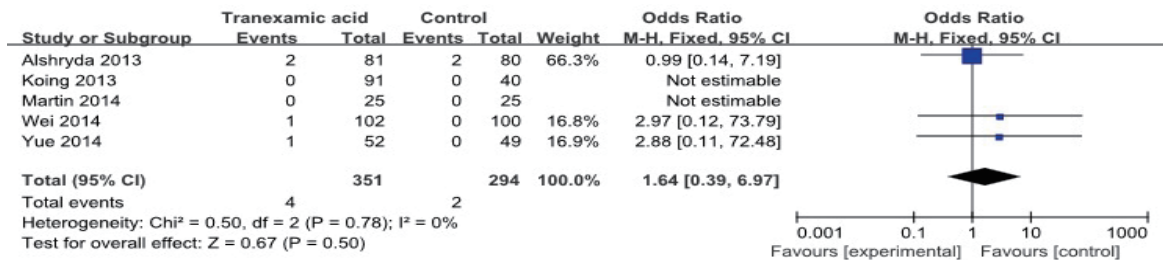 Tranexamic acid Control Odds Ratio Odds Ratio
Study or Subgroup Events Total Events Total Weight M-H, Fixed, 95% CI M-H, Fixed, 95% CI
Alshryda 2013 2 81 2 80 66.3% 0.99 [0.14, 7.19]
Koing 2013 0 91 0 40 Not estimable
Martin 2014 0 25 0 25 Not estimable
Wei 2014 1 102 0 100 16.8% 2.97 [0.12, 73.79]
Yue 2014 1 52 0 49 16.9% 2.88 [0.11, 72.48]
Total (95% CI) 351 294 100.0% 1.64 [0.39, 6.97]
Total events 4 2
Heterogeneity: Chi² = 0.50, df = 2 (P = 0.78); I² = 0%
Test for overall effect: Z = 0.67 (P = 0.50)
0.001 0.1 1 10 1000
Favours [experimental] Favours [control]